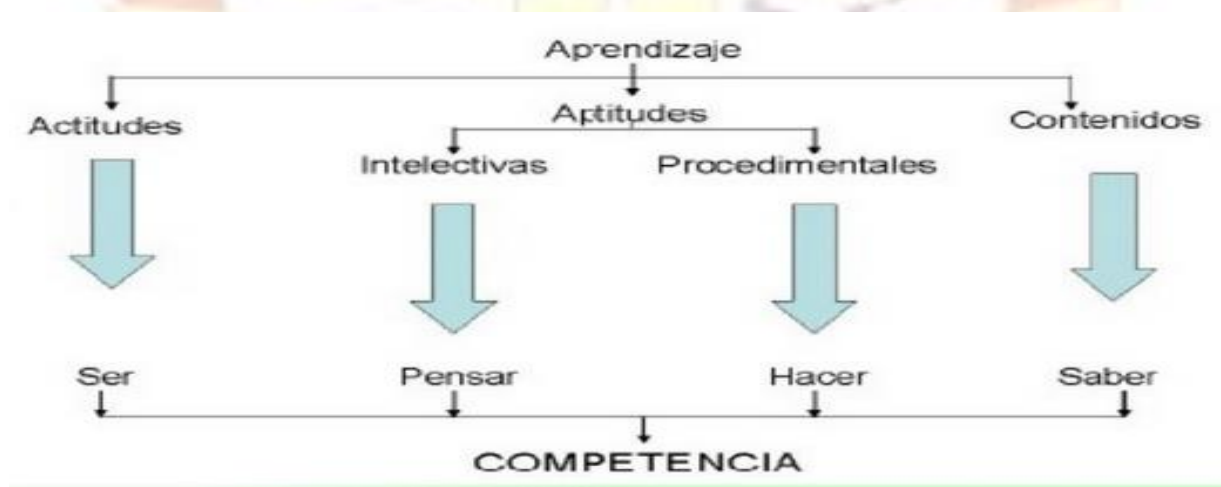 Aprendizaje
Actitudes Aptitudes Contenidos
Intelectivas Procedimentales
Ser Pensar Hacer Saber
COMPETENCIA